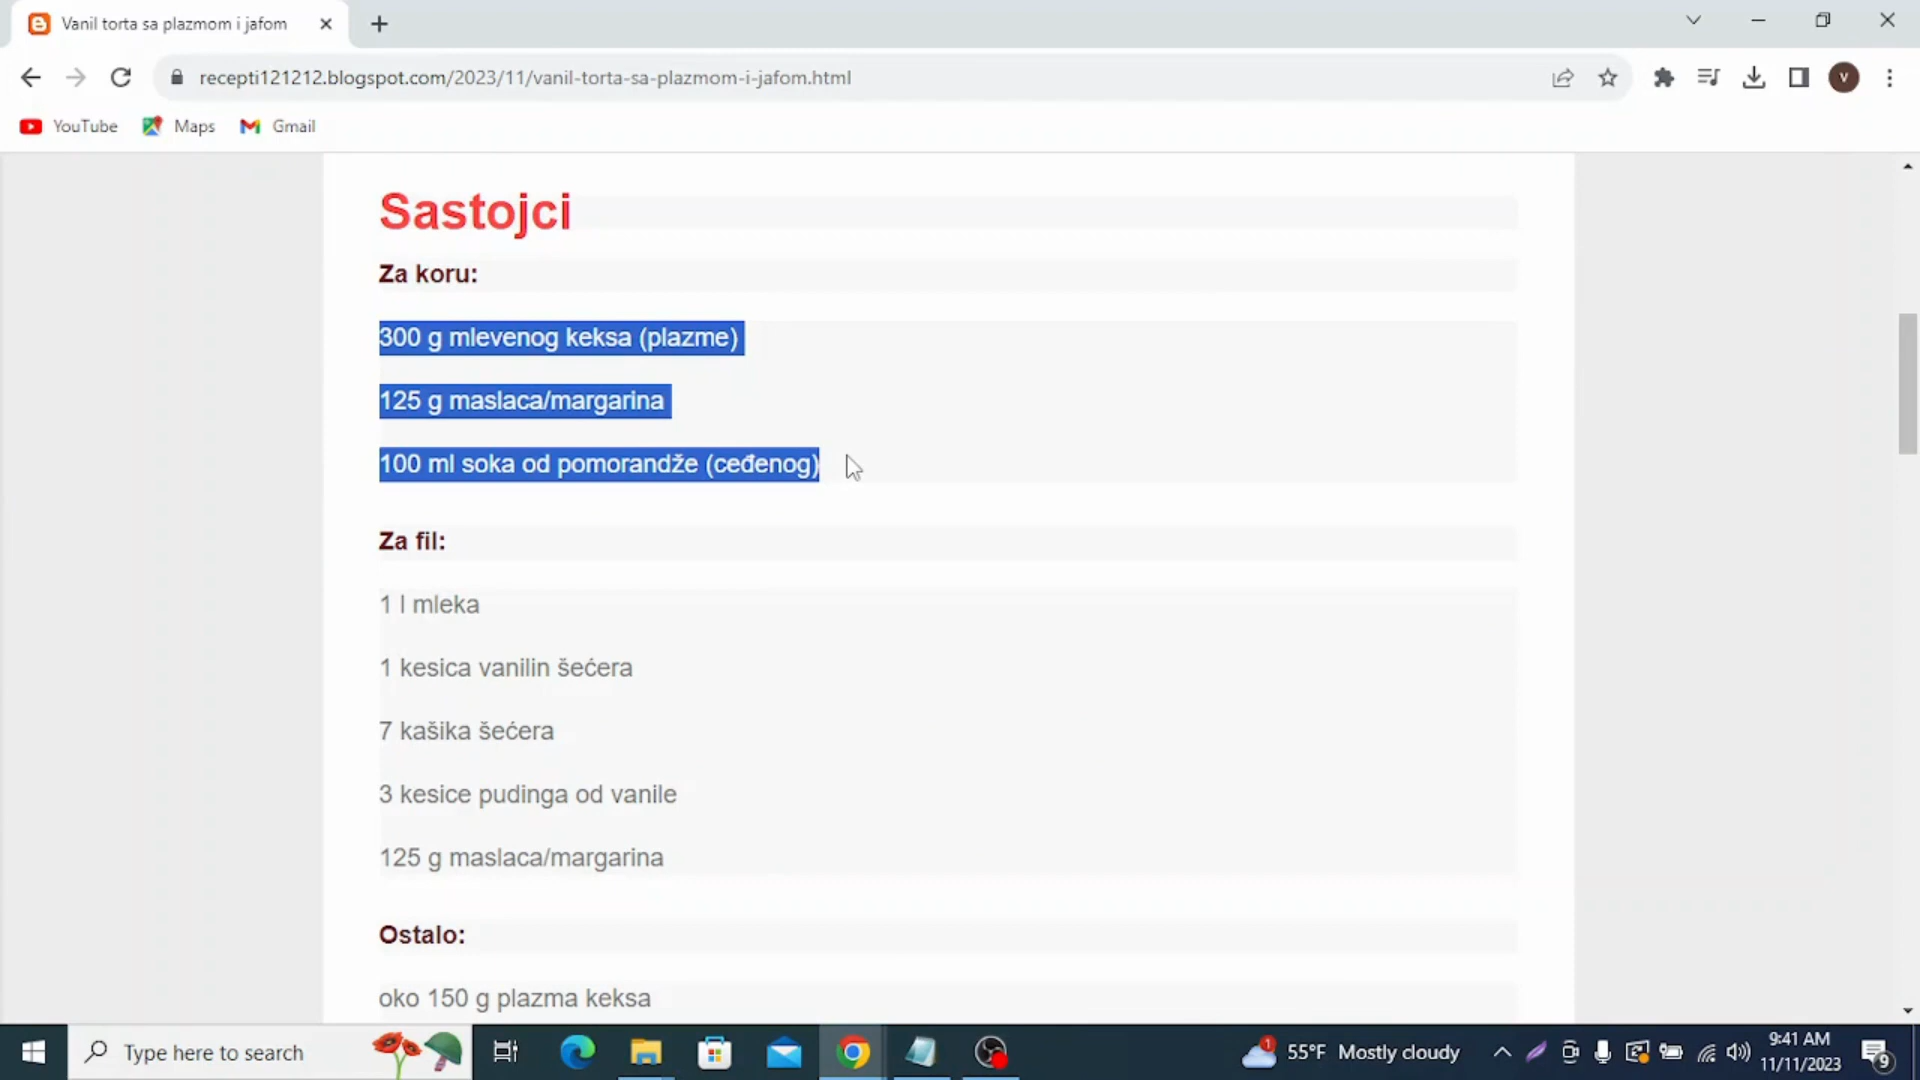 Vanil torta sa plazmom i jafom
recepti121212.blogspot.com/2023/11/vanil-torta-sa-plazmom-i-jafom.html
V
YouTube
Maps
Gmail
Sastojci
Za koru:
300 g mlevenog keksa (plazme)
125 g maslaca/margarina
100 ml soka od pomorandže (ceđenog)
Za fil:
1 l mleka
1 kesica vanilin šećera
7 kašika šećera
3 kesice pudinga od vanile
125 g maslaca/margarina
Ostalo:
oko 150 g plazma keksa
Type here to search
1
55°F Mostly cloudy
9:41 AM
11/11/2023
9